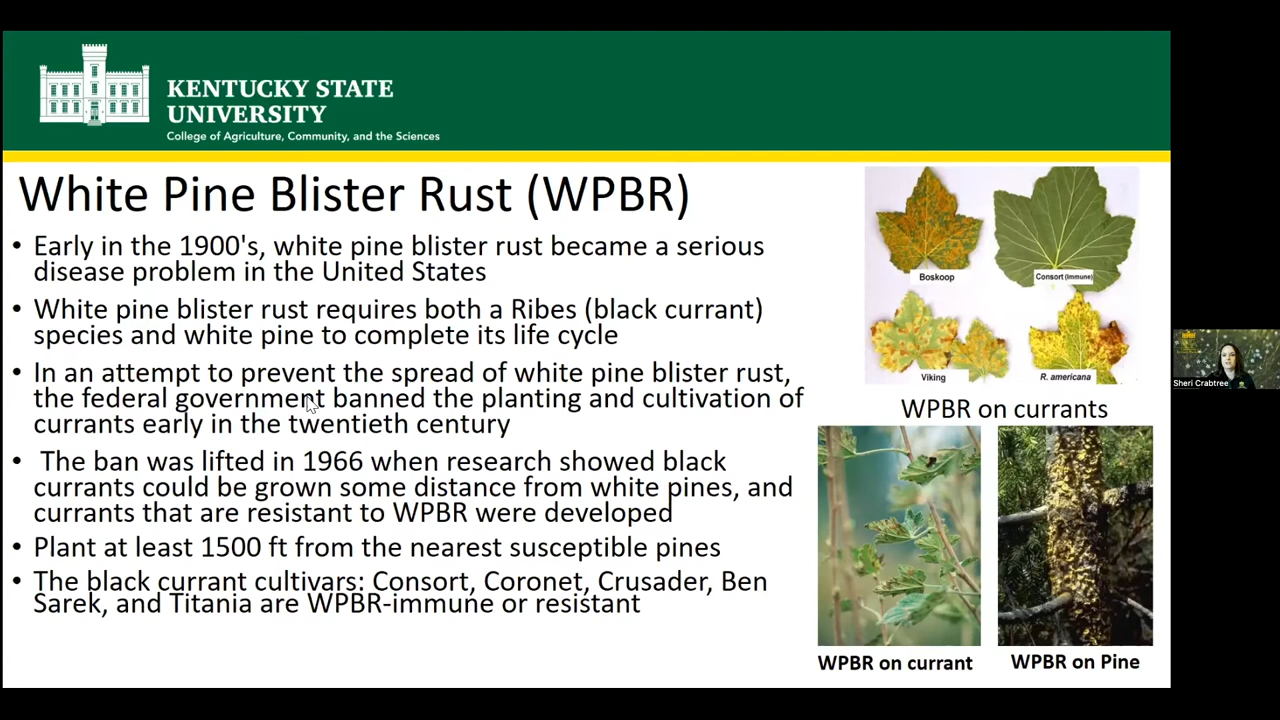 KENTUCKY STATE
UNIVERSITY
College of Agriculture, Community, and the Sciences
White Pine Blister Rust (WPBR)
• Early in the 1900's, white pine blister rust became a serious
disease problem in the United States
• White pine blister rust requires both a Ribes (black currant)
species and white pine to complete its life cycle
• In an attempt to prevent the spread of white pine blister rust,
the federal government banned the planting and cultivation of
currants early in the twentieth century
• The ban was lifted in 1966 when research showed black
currants could be grown some distance from white pines, and
currants that are resistant to WPBR were developed
• Plant at least 1500 ft from the nearest susceptible pines
• The black currant cultivars: Consort, Coronet, Crusader, Ben
Sarek, and Titania are WPBR-immune or resistant
Boskoop
Consort (Immune)
Viking
R. americana
WPBR on currants
WPBR on currant
WPBR on Pine
Sheri Crabtree